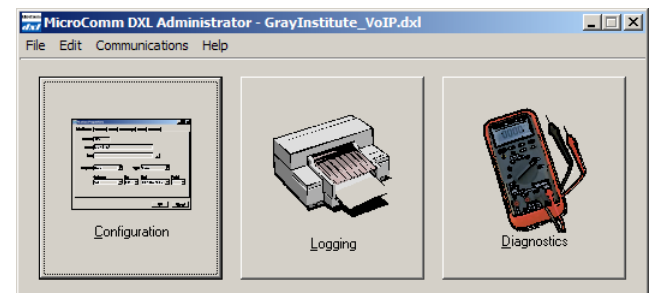 MicroComm DXL Administrator - GrayInstitute_VoIP.dxl
File Edit Communications Help
Configuration
Logging
Diagnostics